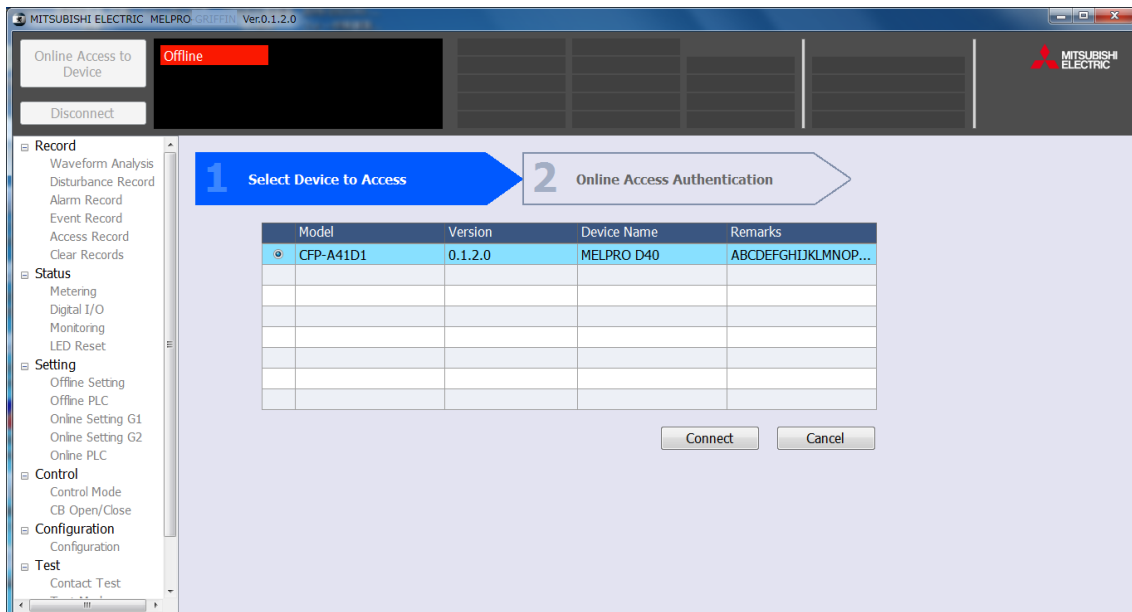 MITSUBISHI ELECTRIC MELPRO-GRIFFIN Ver.0.1.2.0
Online Access to
Device
Offline
Disconnect
MITSUBISHI
ELECTRIC
Record
Waveform Analysis
Disturbance Record
Alarm Record
Event Record
Access Record
Clear Records
Status
Metering
Digital I/O
Monitoring
LED Reset
Setting
Offline Setting
Offline PLC
Online Setting G1
Online Setting G2
Online PLC
Control
Control Mode
CB Open/Close
Configuration
Configuration
Test
Contact Test
1 Select Device to Access
2 Online Access Authentication
Model Version Device Name Remarks
CFP-A41D1 0.1.2.0 MELPRO D40 ABCDEFGHIJKLMNOP...
Connect Cancel